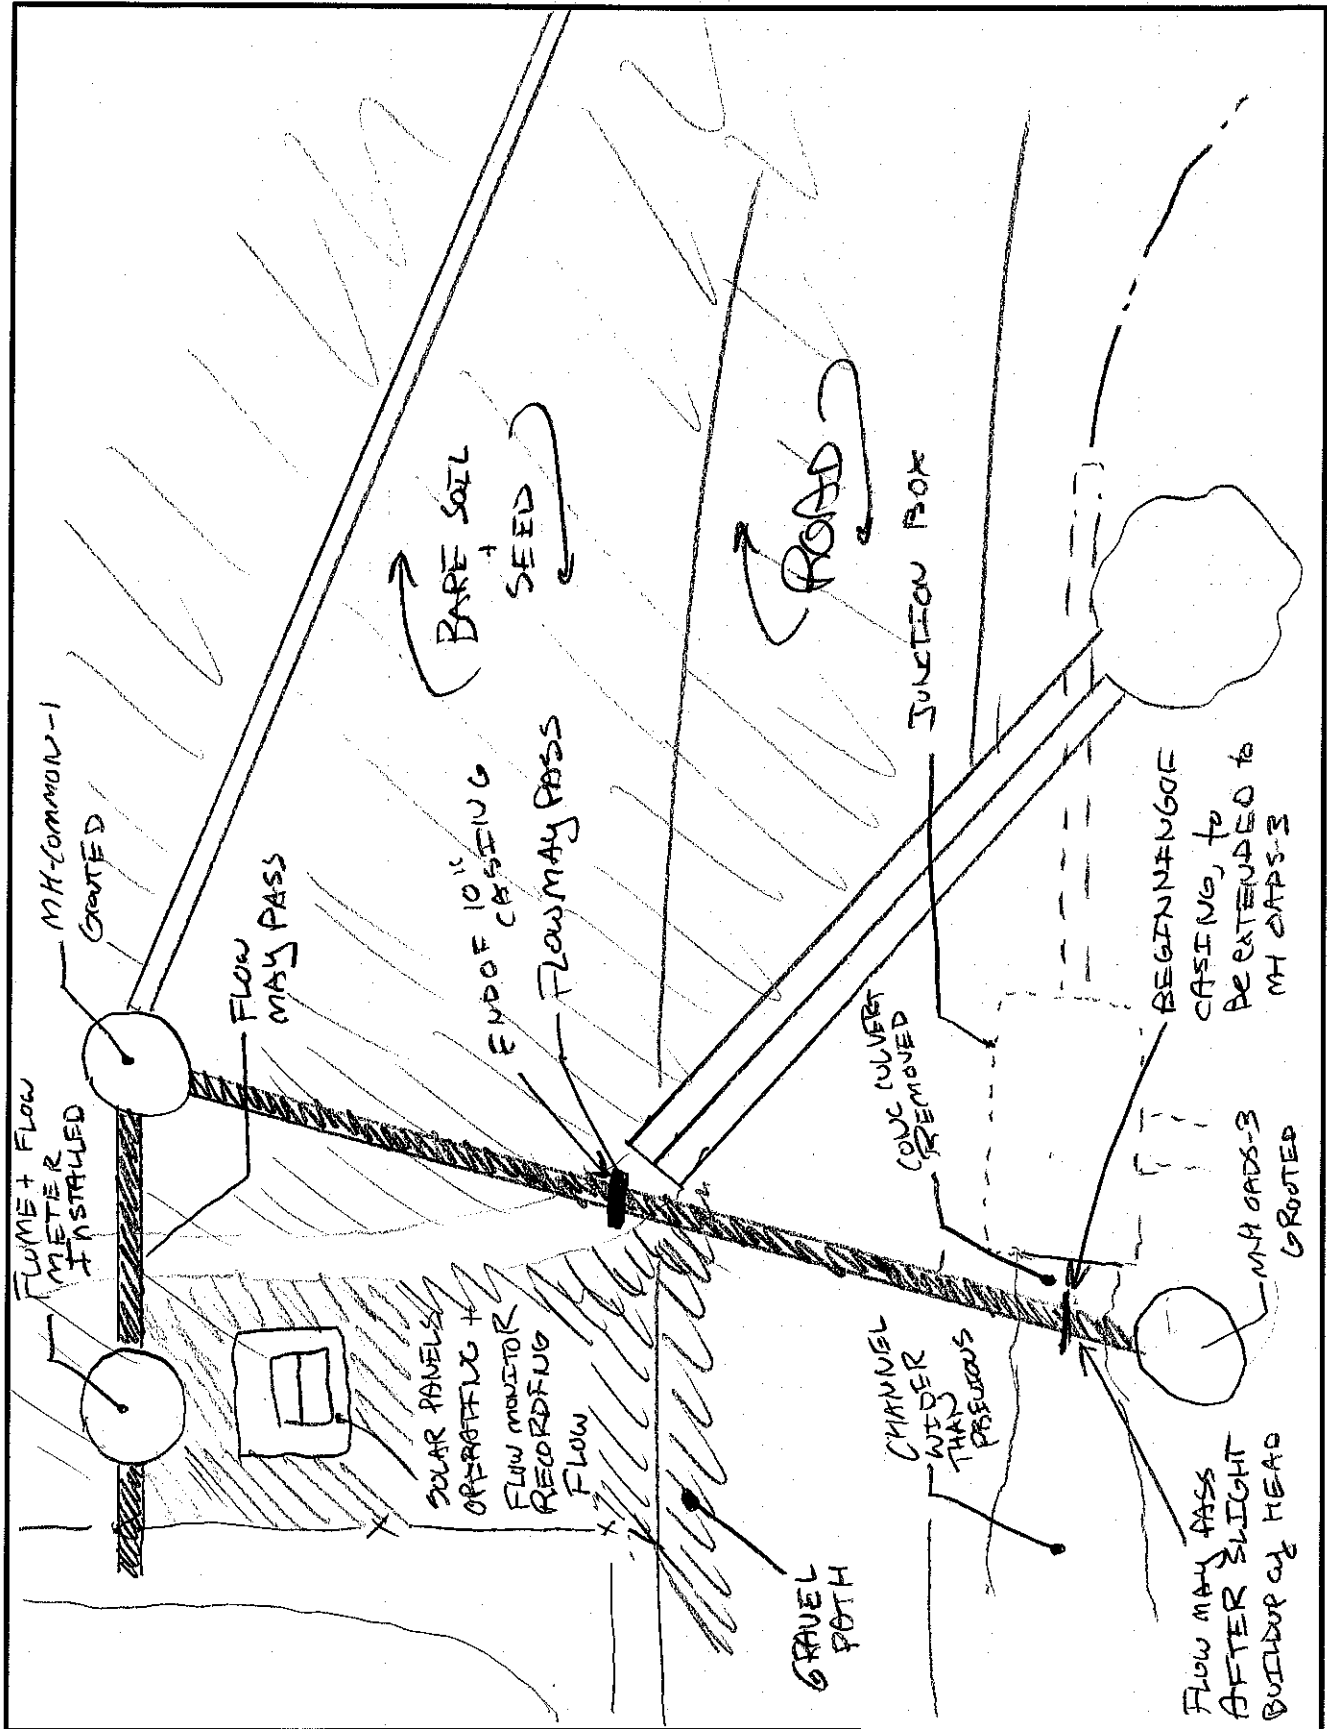 FLUME + FLOW
METER
INSTALLED
MH-COMMON-1
GROUTED
FLOW
MAY PASS
SOLAR PANELS
OPERATING +
FLOW MONITOR
RECORDING
FLOW
BARE SOIL
+
SEED
END OF 10"
CASING
FLOW MAY PASS
ROAD
JUNCTION BOX
GRAVEL
PATH
CHANNEL
WIDER
THAN
PREVIOUS
CONC CULVERT
REMOVED
BEGINNING OF
CASING, to
be EXTENDED to
MH OADS-3
MH OADS-3
GROUTED
FLOW MAY PASS
AFTER SLIGHT
BUILDUP of HEAD